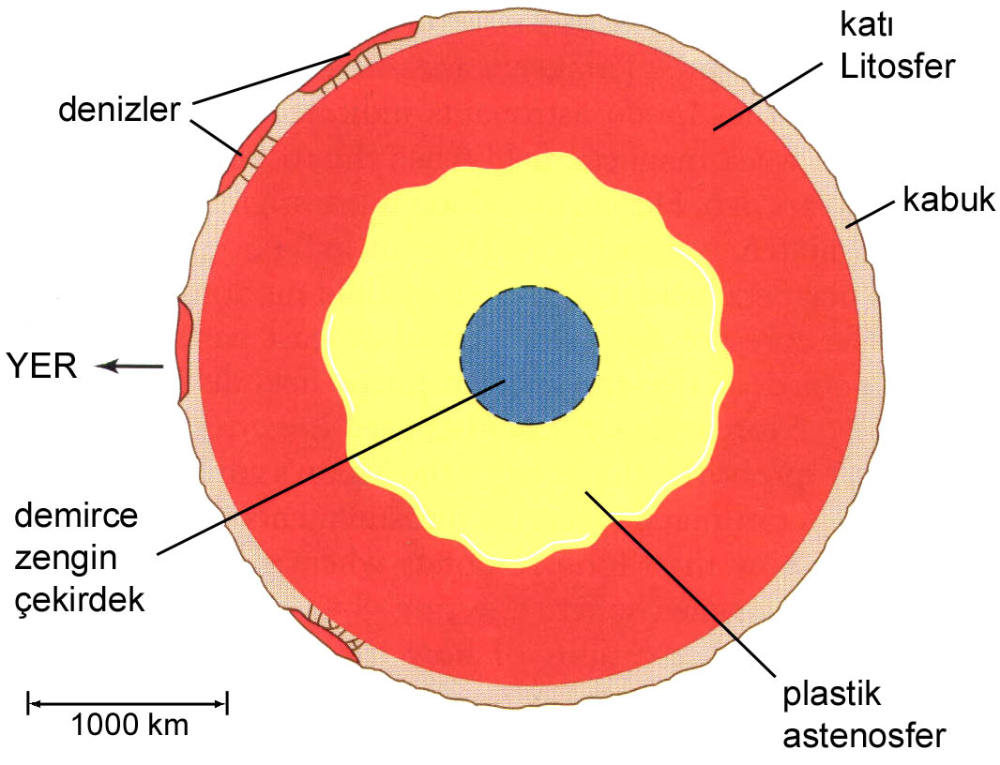 katı
Litosfer
denizler
kabuk
YER
demirce
zengin
çekirdek
plastik
astenosfer
1000 km